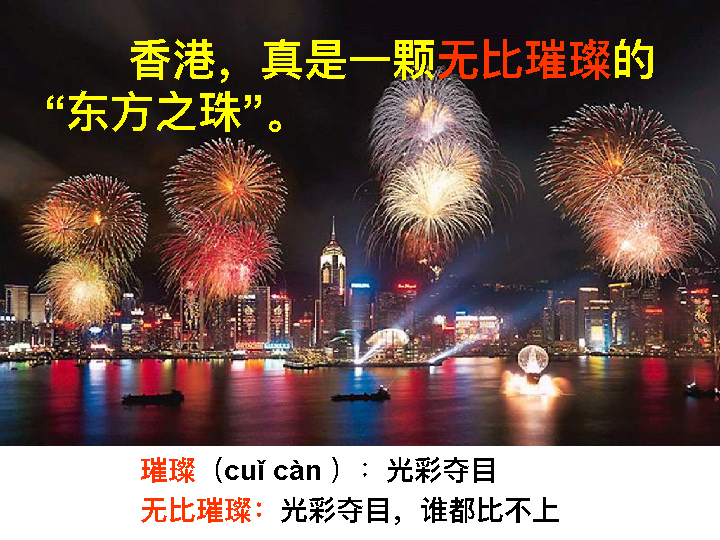 香港，真是一颗无比璀璨的
“东方之珠”。
璀璨（cuǐ càn ）：光彩夺目
无比璀璨：光彩夺目，谁都比不上